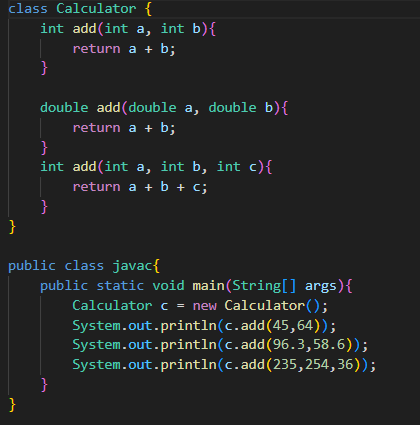 class Calculator {
    int add(int a, int b){
        return a + b;
    }

    double add(double a, double b){
        return a + b;
    }
    int add(int a, int b, int c){
        return a + b + c;
    }
}

public class javac{
    public static void main(String[] args){
        Calculator c = new Calculator();
        System.out.println(c.add(45,64));
        System.out.println(c.add(96.3,58.6));
        System.out.println(c.add(235,254,36));
    }
}